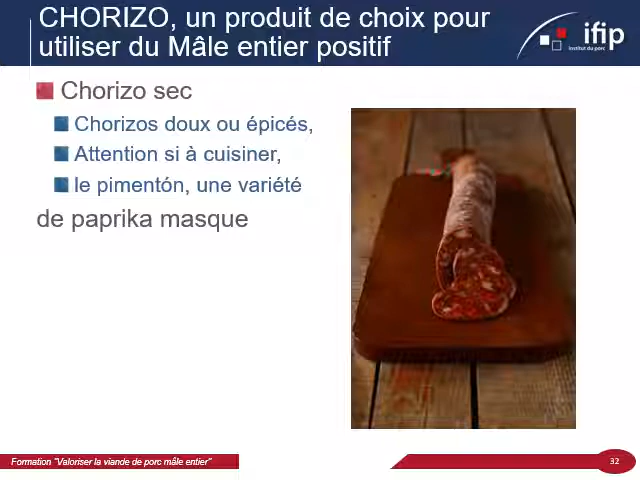 CHORIZO, un produit de choix pour
utiliser du Mâle entier positif
ifip
Institut du porc
Chorizo sec
Chorizos doux ou épicés,
Attention si à cuisiner,
le pimentón, une variété
de paprika masque
Formation "Valoriser la viande de porc mâle entier"
32